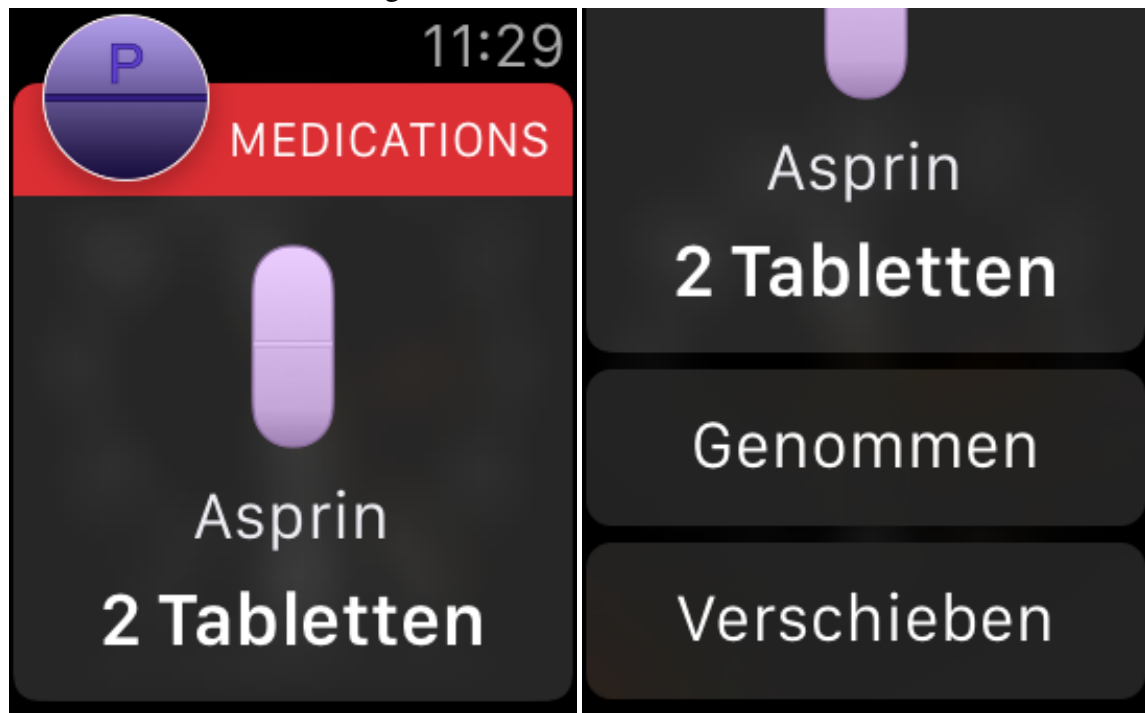 P
11:29
MEDICATIONS
Asprin
2 Tabletten
Asprin
2 Tabletten
Genommen
Verschieben